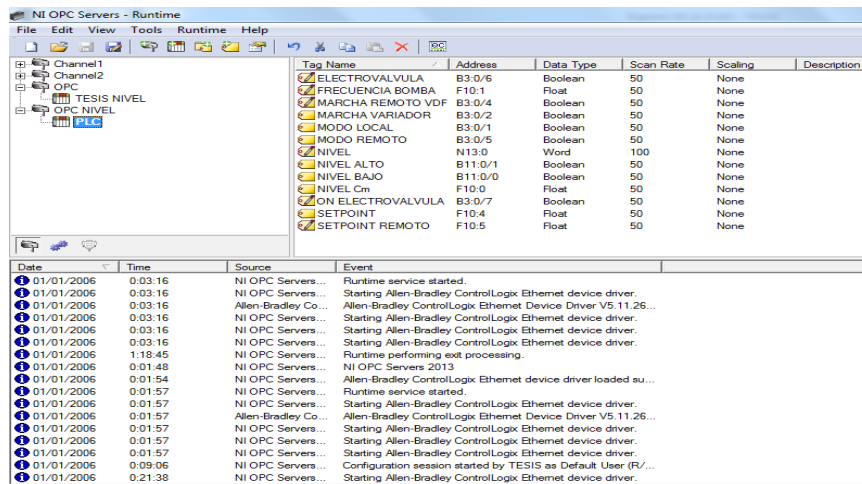 NI OPC Servers - Runtime
File Edit View Tools Runtime Help
Channel1
Channel2
OPC
TESIS NIVEL
OPC NIVEL
PLC
Tag Name Address Data Type Scan Rate Scaling Description
ELECTROVALVULA B3:0/6 Boolean 50 None
FRECUENCIA BOMBA F10:1 Float 50 None
MARCHA REMOTO VDF B3:0/4 Boolean 50 None
MARCHA VARIADOR B3:0/2 Boolean 50 None
MODO LOCAL B3:0/1 Boolean 50 None
MODO REMOTO B3:0/5 Boolean 50 None
NIVEL N13:0 Word 100 None
NIVEL ALTO B11:0/1 Boolean 50 None
NIVEL BAJO B11:0/0 Boolean 50 None
NIVEL Cm F10:0 Float 50 None
ON ELECTROVALVULA B3:0/7 Boolean 50 None
SETPOINT F10:4 Float 50 None
SETPOINT REMOTO F10:5 Float 50 None
Date Time Source Event
01/01/2006 0:03:16 NI OPC Servers... Runtime service started.
01/01/2006 0:03:16 NI OPC Servers... Starting Allen-Bradley ControlLogix Ethernet device driver.
01/01/2006 0:03:16 Allen-Bradley Co... Allen-Bradley ControlLogix Ethernet Device Driver V5.11.26...
01/01/2006 0:03:16 NI OPC Servers... Starting Allen-Bradley ControlLogix Ethernet device driver.
01/01/2006 0:03:16 NI OPC Servers... Starting Allen-Bradley ControlLogix Ethernet device driver.
01/01/2006 0:03:16 NI OPC Servers... Starting Allen-Bradley ControlLogix Ethernet device driver.
01/01/2006 1:18:45 NI OPC Servers... Runtime performing exit processing.
01/01/2006 0:01:48 NI OPC Servers... NI OPC Servers 2013
01/01/2006 0:01:54 NI OPC Servers... Allen-Bradley ControlLogix Ethernet device driver loaded su...
01/01/2006 0:01:57 NI OPC Servers... Runtime service started.
01/01/2006 0:01:57 NI OPC Servers... Starting Allen-Bradley ControlLogix Ethernet device driver.
01/01/2006 0:01:57 Allen-Bradley Co... Allen-Bradley ControlLogix Ethernet Device Driver V5.11.26...
01/01/2006 0:01:57 NI OPC Servers... Starting Allen-Bradley ControlLogix Ethernet device driver.
01/01/2006 0:01:57 NI OPC Servers... Starting Allen-Bradley ControlLogix Ethernet device driver.
01/01/2006 0:01:57 NI OPC Servers... Starting Allen-Bradley ControlLogix Ethernet device driver.
01/01/2006 0:09:06 NI OPC Servers... Configuration session started by TESIS as Default User (R/...
01/01/2006 0:21:38 NI OPC Servers... Starting Allen-Bradley ControlLogix Ethernet device driver.